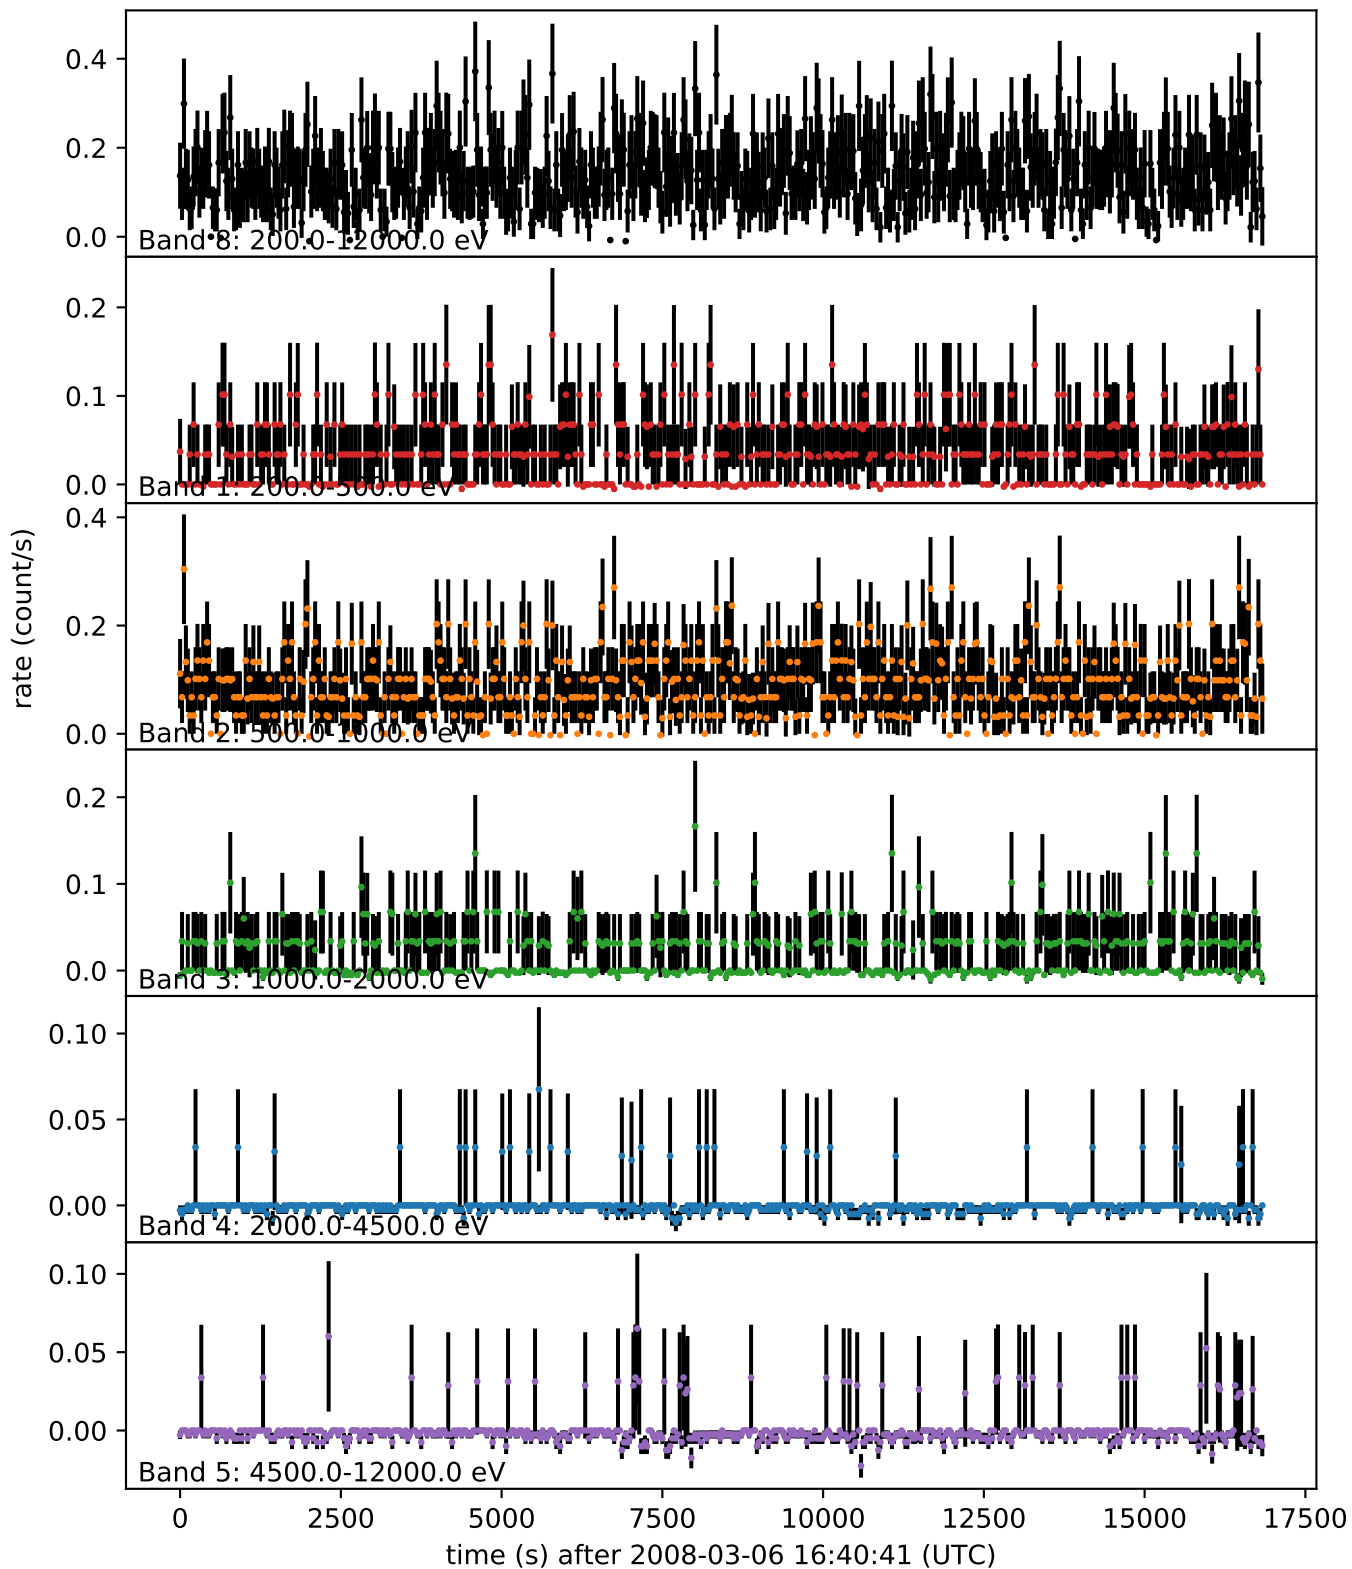 0.4
0.2
0.0
Band 8: 200.0-12000.0 eV
0.2
0.1
0.0
Band 1: 200.0-500.0 eV
0.4
0.2
0.0
Band 2: 500.0-1000.0 eV
rate (count/s)
0.2
0.1
0.0
Band 3: 1000.0-2000.0 eV
0.10
0.05
0.00
Band 4: 2000.0-4500.0 eV
0.10
0.05
0.00
Band 5: 4500.0-12000.0 eV
0 2500 5000 7500 10000 12500 15000 17500
time (s) after 2008-03-06 16:40:41 (UTC)